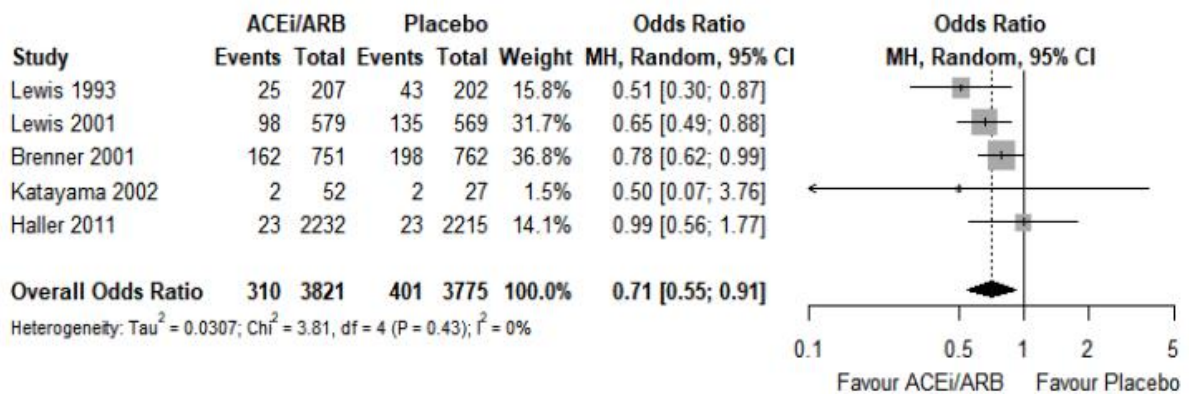 ACEi/ARB Placebo Odds Ratio Odds Ratio
Study Events Total Events Total Weight MH, Random, 95% CI MH, Random, 95% CI
Lewis 1993 25 207 43 202 15.8% 0.51 [0.30; 0.87]
Lewis 2001 98 579 135 569 31.7% 0.65 [0.49; 0.88]
Brenner 2001 162 751 198 762 36.8% 0.78 [0.62; 0.99]
Katayama 2002 2 52 2 27 1.5% 0.50 [0.07; 3.76]
Haller 2011 23 2232 23 2215 14.1% 0.99 [0.56; 1.77]
Overall Odds Ratio 310 3821 401 3775 100.0% 0.71 [0.55; 0.91]
Heterogeneity: Tau² = 0.0307; Chi² = 3.81, df = 4 (P = 0.43); I² = 0%
0.1 0.5 1 2 5
Favour ACEi/ARB Favour Placebo